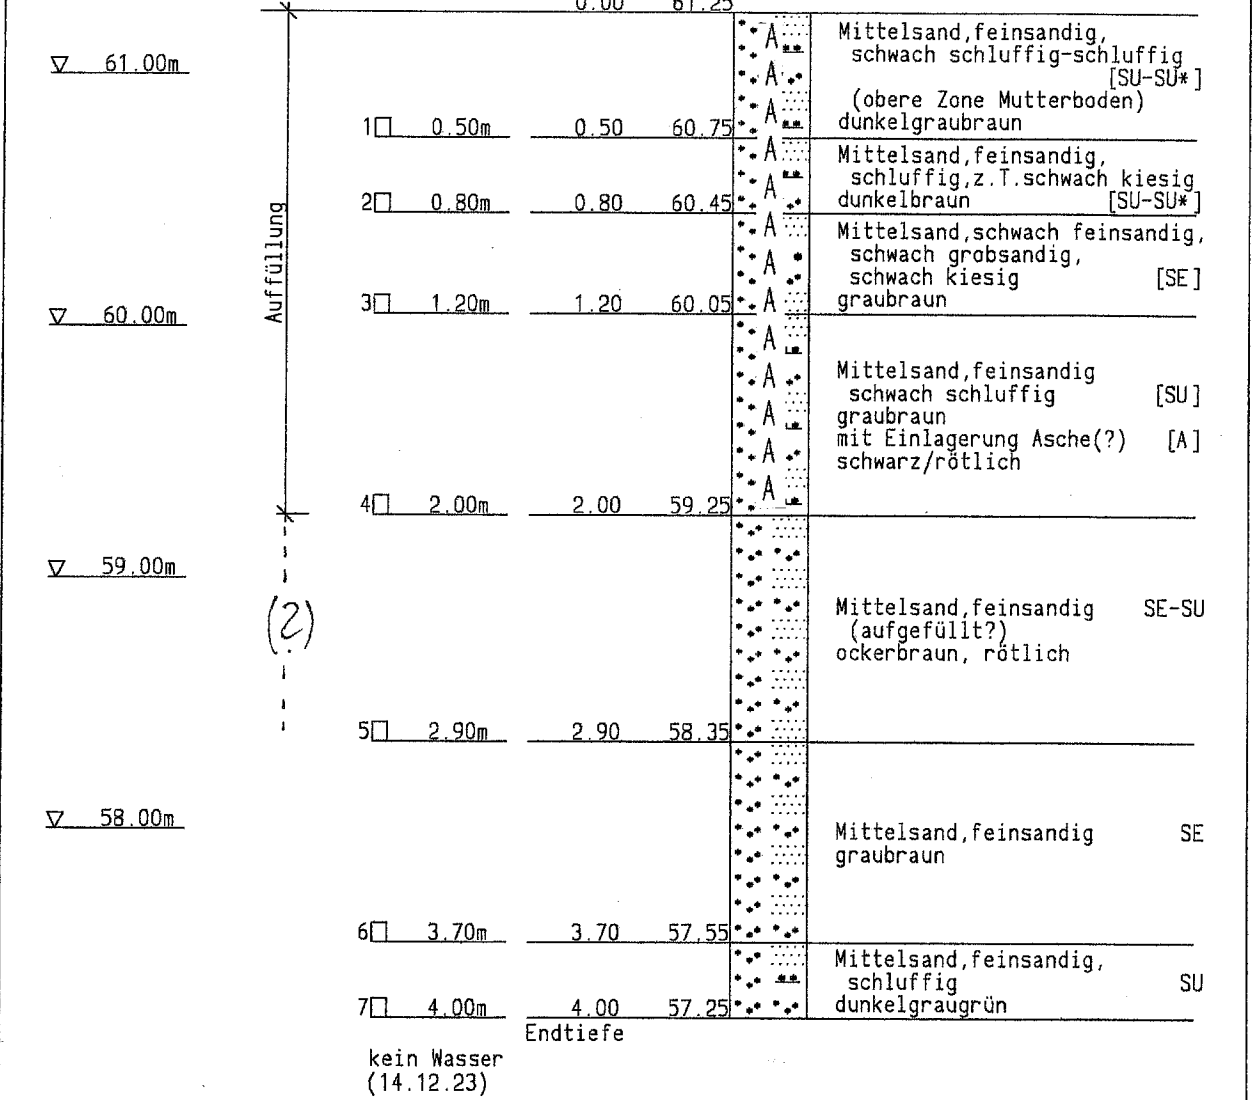 0.00 61.25
Mittelsand,feinsandig,
schwach schluffig-schluffig
▽ 61.00m
[SU-SU*]
(obere Zone Mutterboden)
1 0.50m 0.50 60.75 dunkelgraubraun
Mittelsand,feinsandig,
schluffig,z.T.schwach kiesig
2 0.80m 0.80 60.45 dunkelbraun [SU-SU*]
Auffüllung
Mittelsand,schwach feinsandig,
schwach grobsandig,
schwach kiesig [SE]
3 1.20m 1.20 60.05 graubraun
▽ 60.00m
A
A
A
A
A
A
A
A
A
A
A
A
A
Mittelsand,feinsandig
schwach schluffig [SU]
graubraun
mit Einlagerung Asche(?) [A]
schwarz/rötlich
4 2.00m 2.00 59.25
▽ 59.00m
(?)
Mittelsand,feinsandig SE-SU
(aufgefüllt?)
ockerbraun, rötlich
5 2.90m 2.90 58.35
▽ 58.00m
Mittelsand,feinsandig SE
graubraun
6 3.70m 3.70 57.55
Mittelsand,feinsandig,
schluffig SU
7 4.00m 4.00 57.25 dunkelgraugrün
Endtiefe
kein Wasser
(14.12.23)